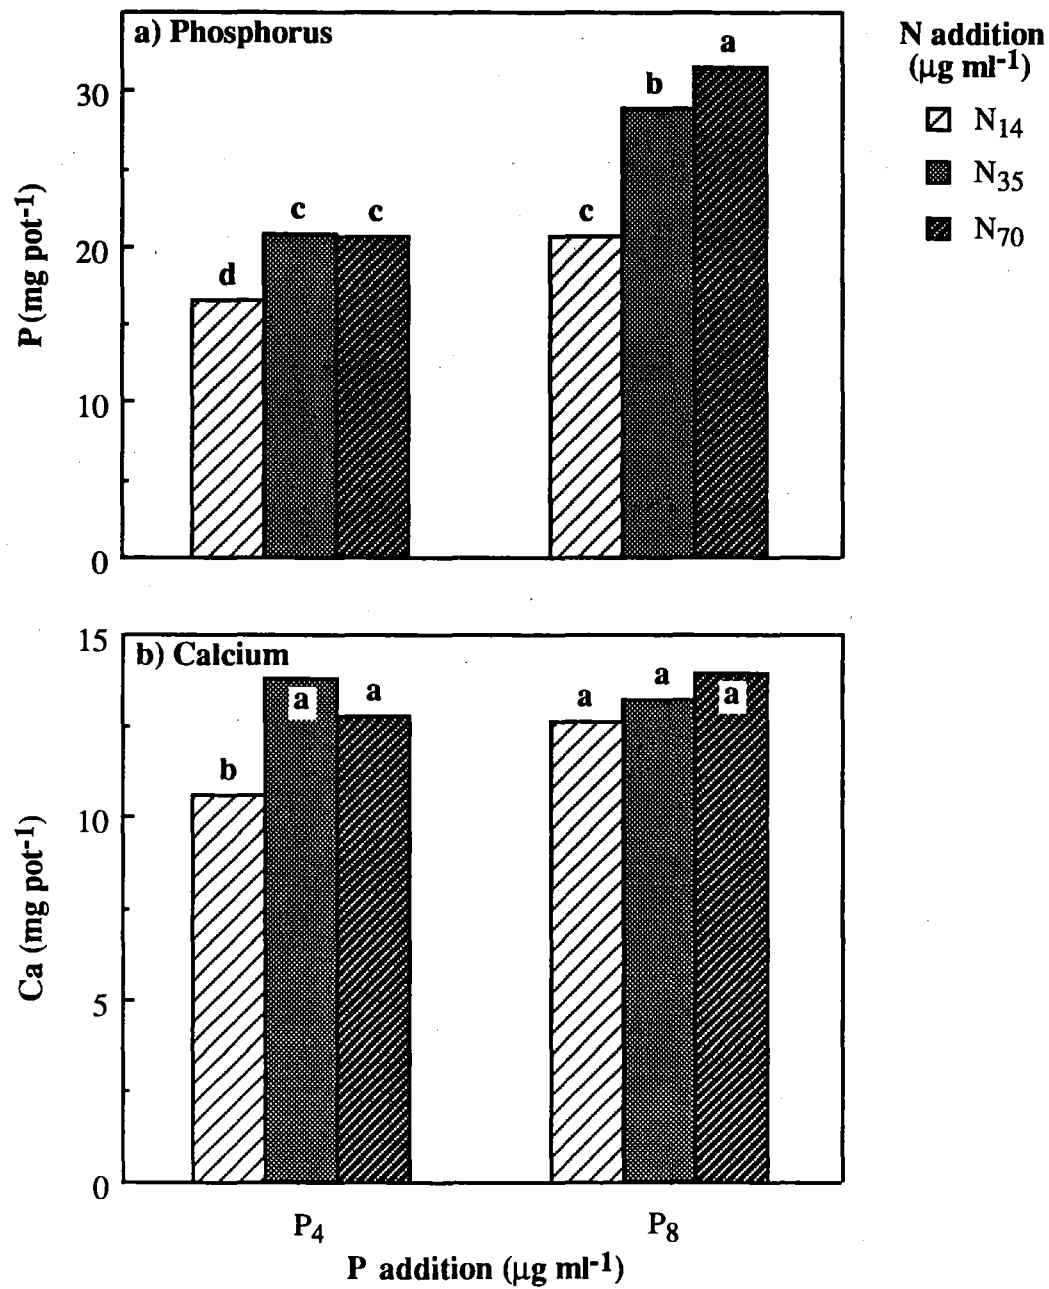 a) Phosphorus
N addition
(µg ml-1)
N14
N35
N70
P (mg pot-1)
30
20
10
0
d
c
c
c
b
a
b) Calcium
Ca (mg pot-1)
15
10
5
0
b
a
a
a
a
a
P4
P8
P addition (µg ml-1)